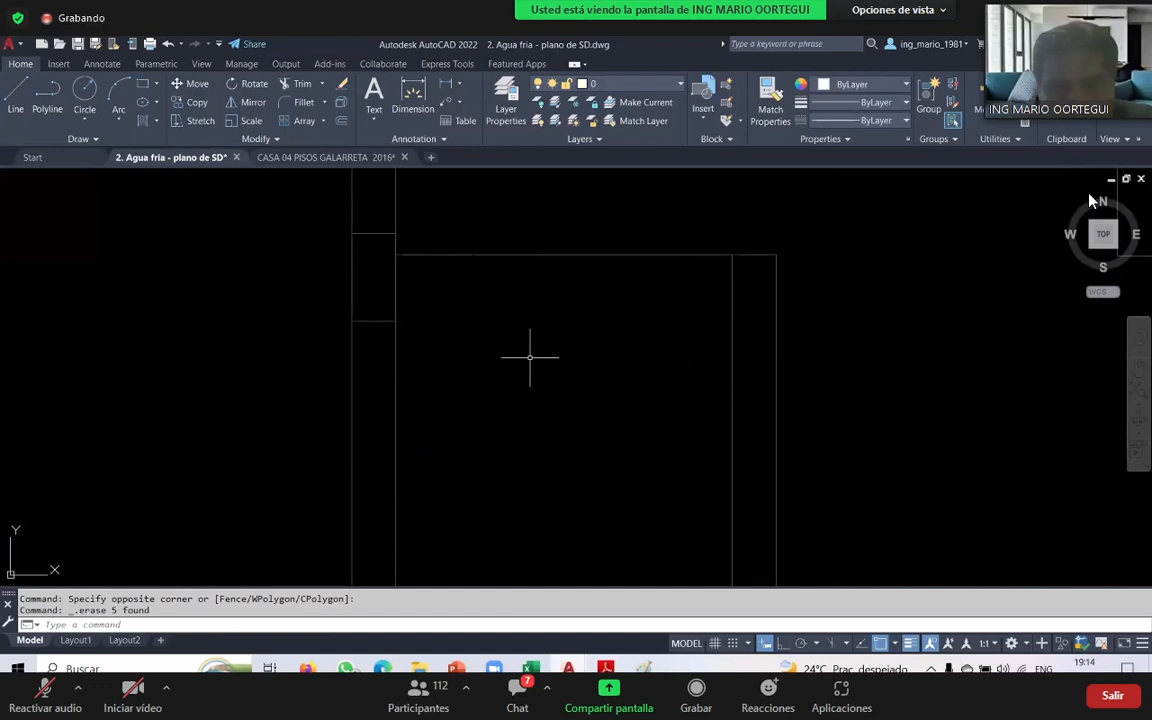 Grabando
Usted está viendo la pantalla de ING MARIO OORTEGUI
Opciones de vista
Share
Autodesk AutoCAD 2022
2. Agua fria - plano de SD.dwg
Type a keyword or phrase
ing_mario_1981
Home
Insert
Annotate
Parametric
View
Manage
Output
Add-ins
Collaborate
Express Tools
Featured Apps
Line
Polyline
Circle
Arc
Move
Rotate
Trim
Copy
Mirror
Fillet
Stretch
Scale
Array
Text
Dimension
Table
Layer
Properties
0
Make Current
Match Layer
Insert
Match
Properties
ByLayer
ByLayer
ByLayer
Group
ING MARIO OORTEGUI
Draw
Modify
Annotation
Layers
Block
Properties
Groups
Utilities
Clipboard
View
Start
2. Agua fria - plano de SD*
CASA 04 PISOS GALARRETA 2016*
N
W
TOP
E
S
WCS
Y
X
Command: Specify opposite corner or [Fence/WPolygon/CPolygon]:
Command: _.erase 5 found
Type a command
Model
Layout1
Layout2
MODEL
1:1
Buscar
24°C Prac. despejado
ENG
19:14
Reactivar audio
Iniciar vídeo
112
Participantes
7
Chat
Compartir pantalla
Grabar
Reacciones
Aplicaciones
Salir